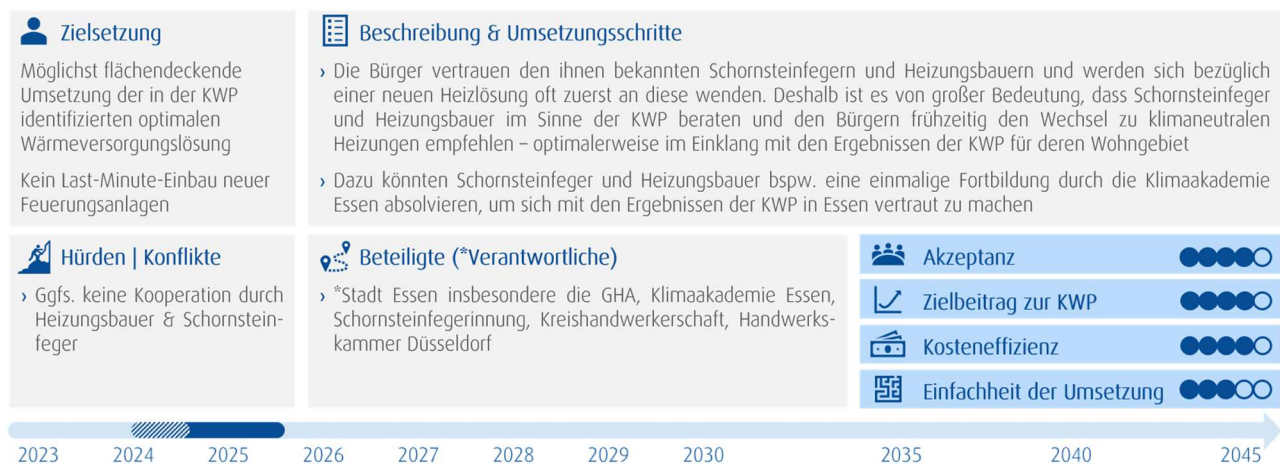 Zielsetzung
Möglichst flächendeckende
Umsetzung der in der KWP
identifizierten optimalen
Wärmeversorgungslösung
Kein Last-Minute-Einbau neuer
Feuerungsanlagen
Beschreibung & Umsetzungsschritte
› Die Bürger vertrauen den ihnen bekannten Schornsteinfegern und Heizungsbauern und werden sich bezüglich
einer neuen Heizlösung oft zuerst an diese wenden. Deshalb ist es von großer Bedeutung, dass Schornsteinfeger
und Heizungsbauer im Sinne der KWP beraten und den Bürgern frühzeitig den Wechsel zu klimaneutralen
Heizungen empfehlen – optimalerweise im Einklang mit den Ergebnissen der KWP für deren Wohngebiet
› Dazu könnten Schornsteinfeger und Heizungsbauer bspw. eine einmalige Fortbildung durch die Klimaakademie
Essen absolvieren, um sich mit den Ergebnissen der KWP in Essen vertraut zu machen
Hürden | Konflikte
› Ggfs. keine Kooperation durch
Heizungsbauer & Schornstein-
feger
Beteiligte (*Verantwortliche)
› *Stadt Essen insbesondere die GHA, Klimaakademie Essen,
Schornsteinfegerinnung, Kreishandwerkerschaft, Handwerks-
kammer Düsseldorf
Akzeptanz
Zielbeitrag zur KWP
Kosteneffizienz
Einfachheit der Umsetzung
2023 2024 2025 2026 2027 2028 2029 2030 2035 2040 2045